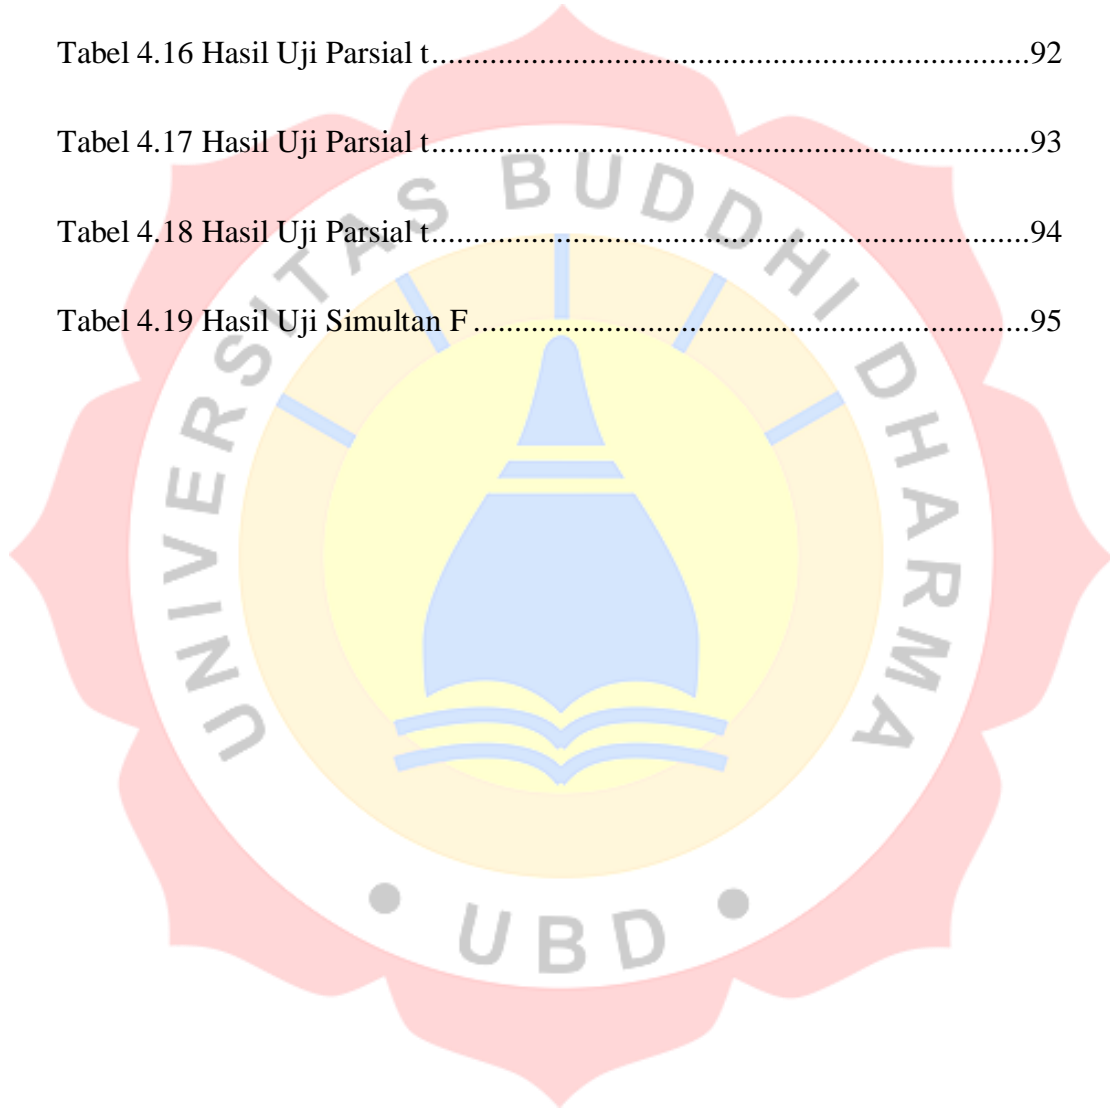 Tabel 4.16 Hasil Uji Parsial t..........................................................................92
Tabel 4.17 Hasil Uji Parsial t..........................................................................93
Tabel 4.18 Hasil Uji Parsial t..........................................................................94
Tabel 4.19 Hasil Uji Simultan F .....................................................................95
UNIVERSITAS BUDDHI DHARMA
• UBD •